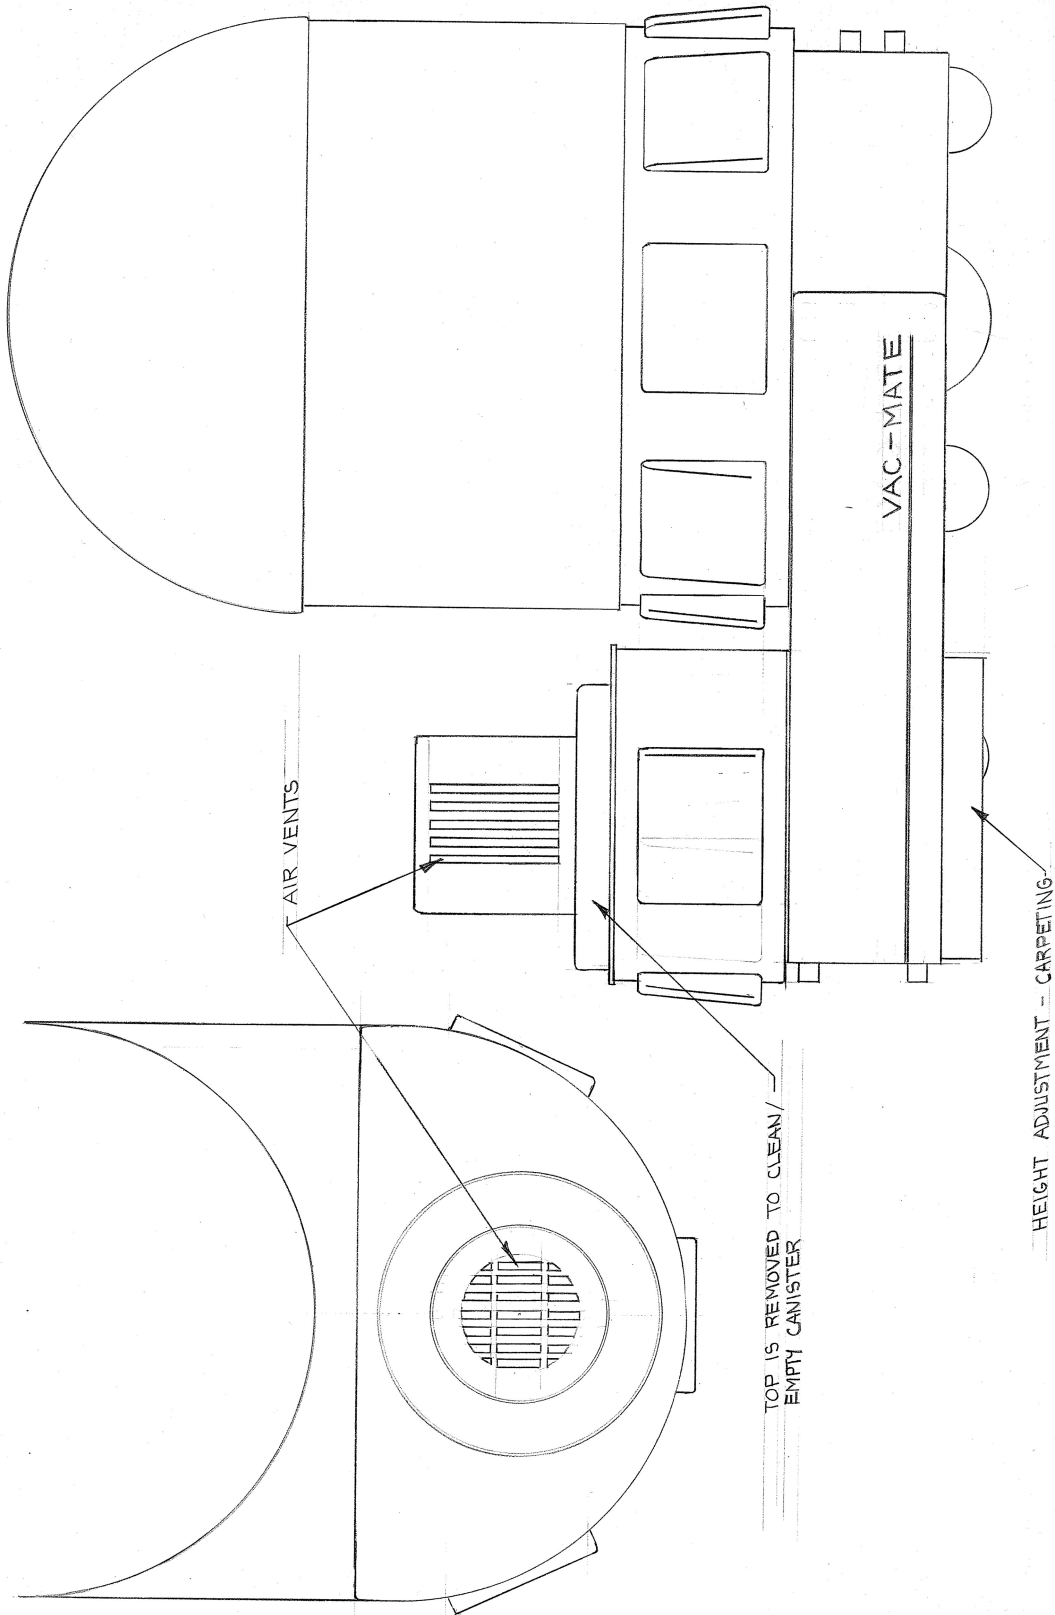 AIR VENTS
VAC-MATE
TOP IS REMOVED TO CLEAN/
EMPTY CANISTER
HEIGHT ADJUSTMENT - CARPETING